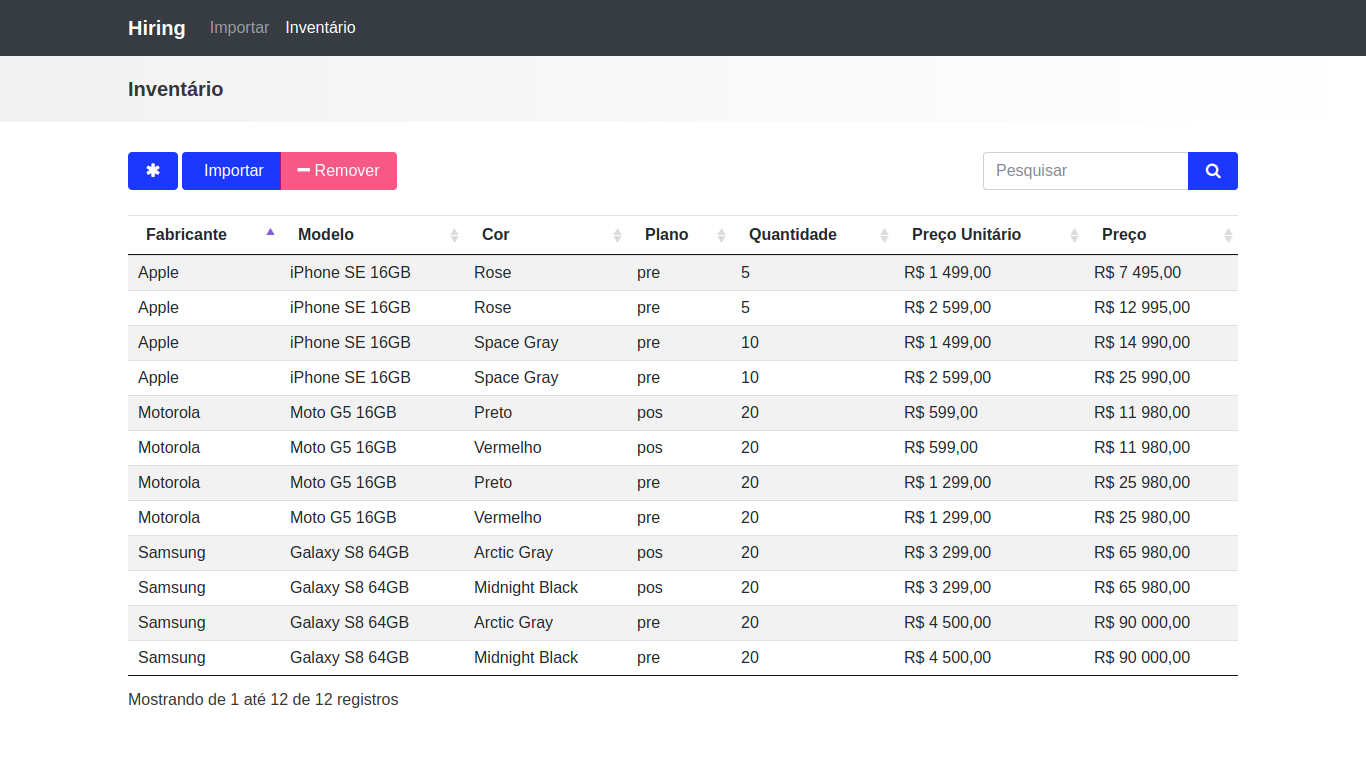 Hiring Importar Inventário
Inventário
Importar Remover Pesquisar
Fabricante Modelo Cor Plano Quantidade Preço Unitário Preço
Apple iPhone SE 16GB Rose pre 5 R$ 1 499,00 R$ 7 495,00
Apple iPhone SE 16GB Rose pre 5 R$ 2 599,00 R$ 12 995,00
Apple iPhone SE 16GB Space Gray pre 10 R$ 1 499,00 R$ 14 990,00
Apple iPhone SE 16GB Space Gray pre 10 R$ 2 599,00 R$ 25 990,00
Motorola Moto G5 16GB Preto pos 20 R$ 599,00 R$ 11 980,00
Motorola Moto G5 16GB Vermelho pos 20 R$ 599,00 R$ 11 980,00
Motorola Moto G5 16GB Preto pre 20 R$ 1 299,00 R$ 25 980,00
Motorola Moto G5 16GB Vermelho pre 20 R$ 1 299,00 R$ 25 980,00
Samsung Galaxy S8 64GB Arctic Gray pos 20 R$ 3 299,00 R$ 65 980,00
Samsung Galaxy S8 64GB Midnight Black pos 20 R$ 3 299,00 R$ 65 980,00
Samsung Galaxy S8 64GB Arctic Gray pre 20 R$ 4 500,00 R$ 90 000,00
Samsung Galaxy S8 64GB Midnight Black pre 20 R$ 4 500,00 R$ 90 000,00
Mostrando de 1 até 12 de 12 registros